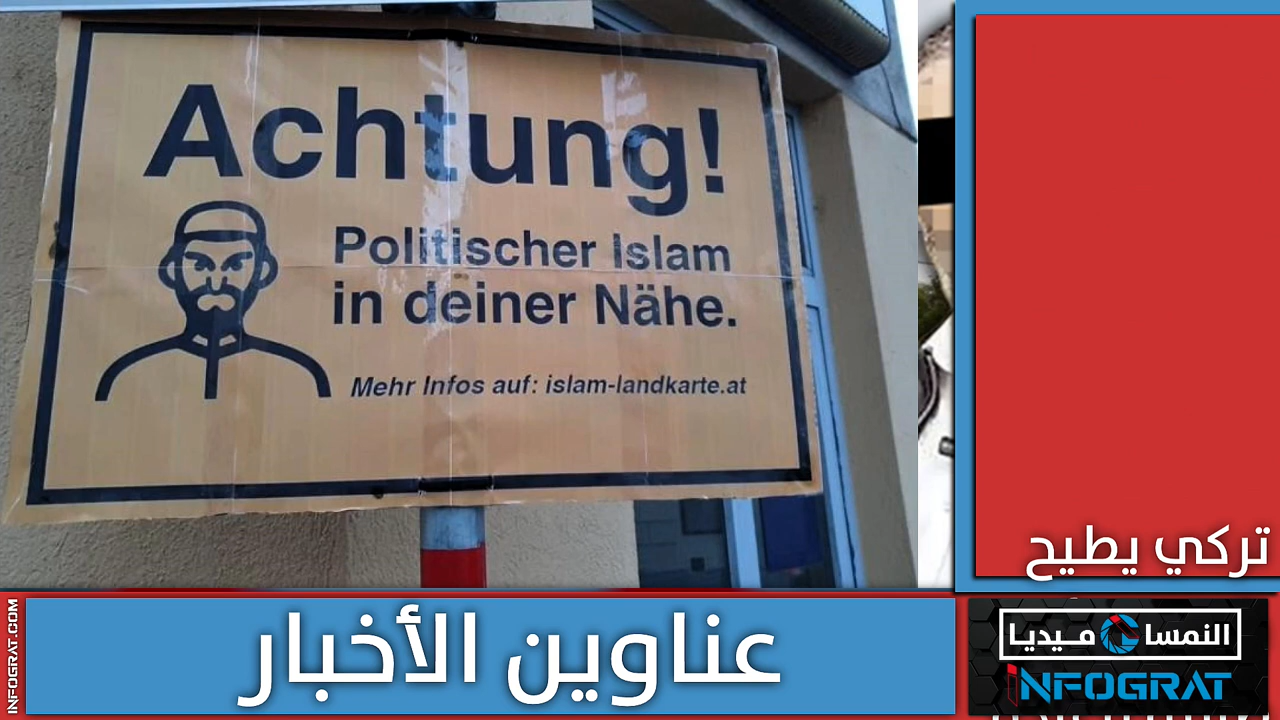 Achtung!
Politischer Islam
in deiner Nähe.
Mehr Infos auf: islam-landkarte.at
تركي يطيح
عناوين الأخبار
النمسا ميديا
INFOGRAT
INFOGRAT.COM